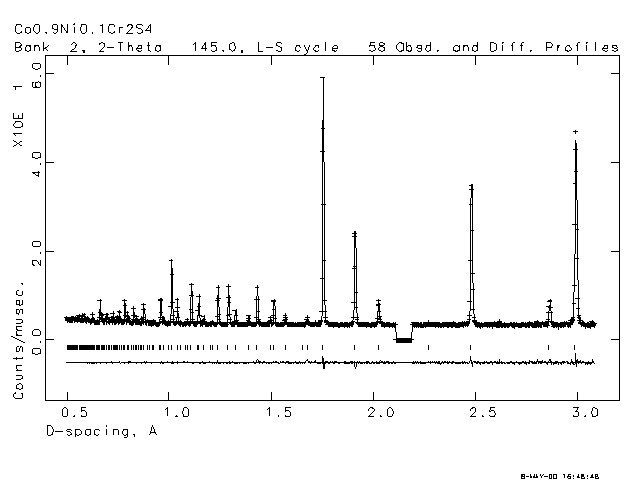 Co0.9Ni0.1Cr2S4
Bank 2, 2-Theta 145.0, L-S cycle 58 Obsd. and Diff. Profiles
X10E 1
6.0
4.0
2.0
0.0
Counts/musec.
0.5 1.0 1.5 2.0 2.5 3.0
D-spacing, A
8-MAY-00 16:48:48